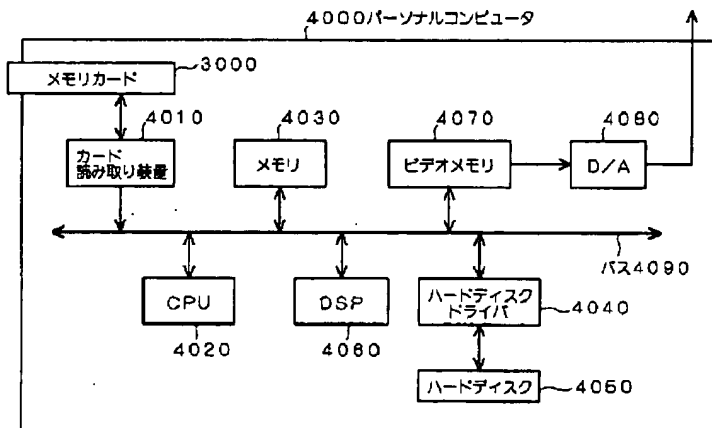 4000パーソナルコンピュータ
3000
メモリカード
4010
4030
4070
4080
カード
読み取り装置
メモリ
ビデオメモリ
D/A
バス4090
CPU
DSP
ハードディスク
ドライバ
4040
4020
4060
ハードディスク
4050